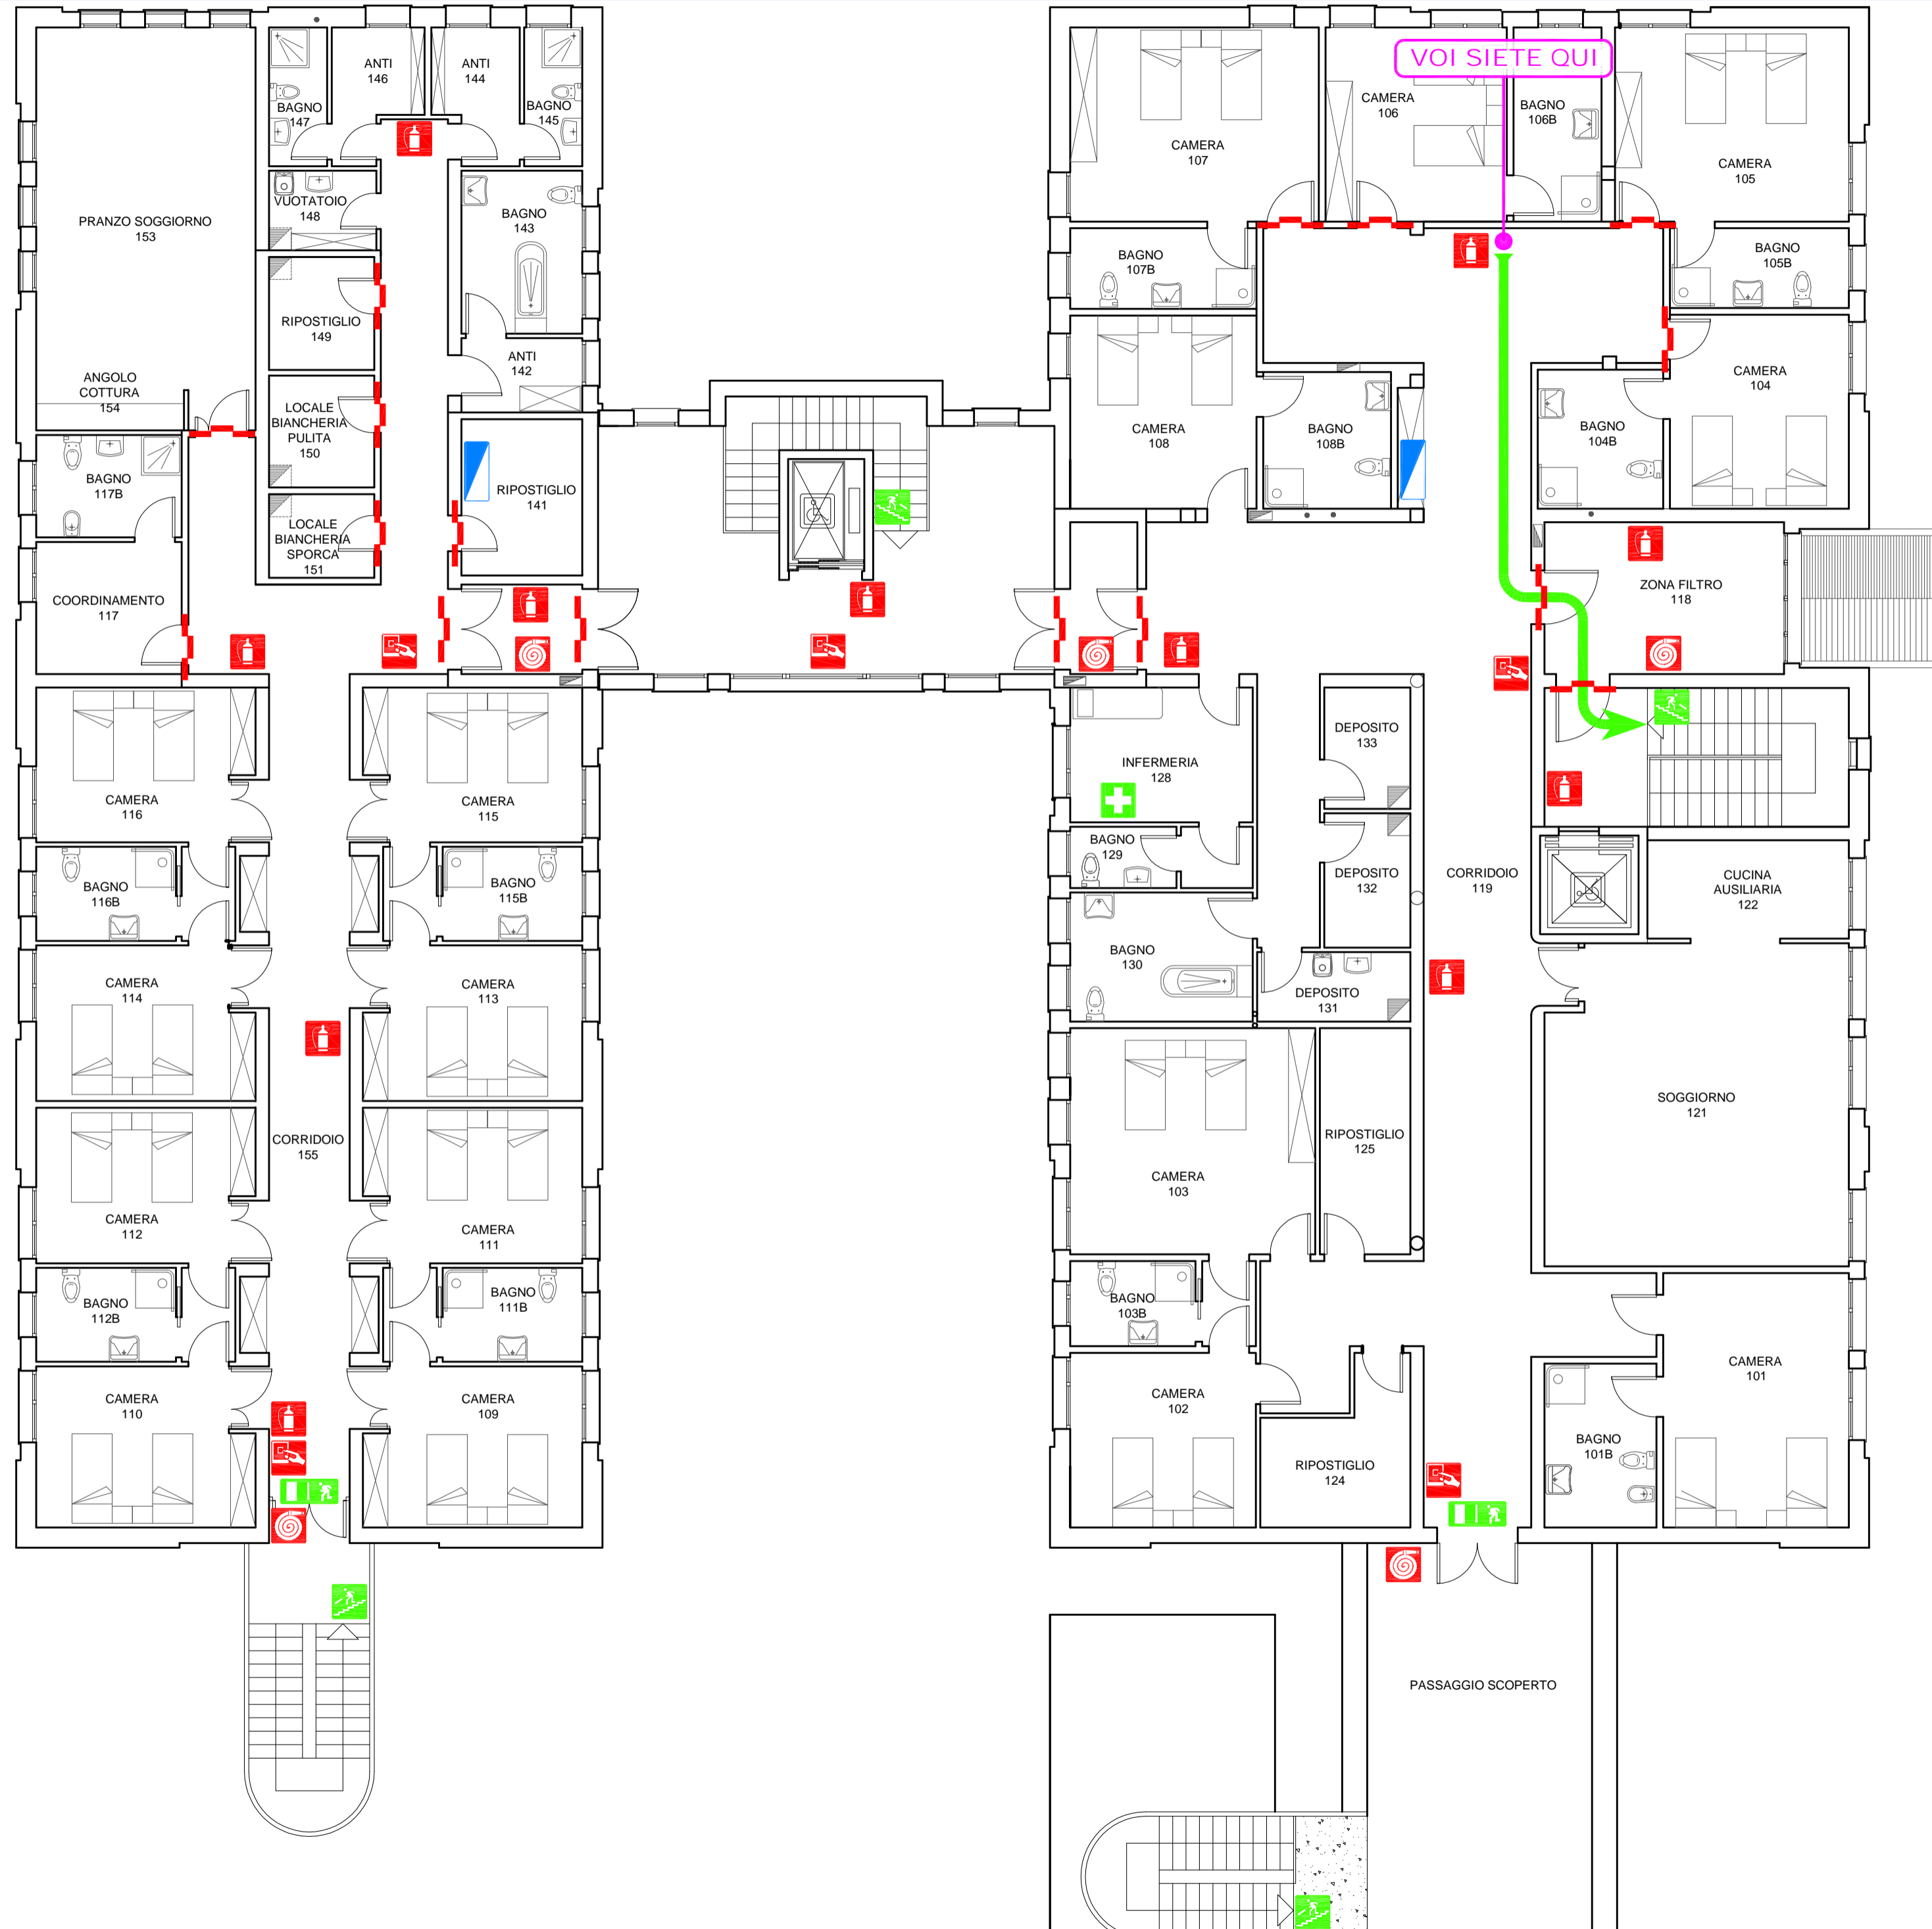 VOI SIETE QUI
ANTI
146
ANTI
144
BAGNO
147
BAGNO
145
CAMERA
106
BAGNO
106B
CAMERA
107
CAMERA
105
VUOTATOIO
148
BAGNO
143
PRANZO SOGGIORNO
153
BAGNO
107B
BAGNO
105B
RIPOSTIGLIO
149
ANTI
142
ANGOLO
COTTURA
154
LOCALE
BIANCHERIA
PULITA
150
CAMERA
108
BAGNO
108B
BAGNO
104B
CAMERA
104
BAGNO
117B
RIPOSTIGLIO
141
LOCALE
BIANCHERIA
SPORCA
151
COORDINAMENTO
117
ZONA FILTRO
118
CAMERA
116
CAMERA
115
INFERMERIA
128
DEPOSITO
133
BAGNO
116B
BAGNO
115B
BAGNO
129
DEPOSITO
132
CORRIDOIO
119
CUCINA
AUSILIARIA
122
CAMERA
114
CAMERA
113
BAGNO
130
DEPOSITO
131
CORRIDOIO
155
CAMERA
103
RIPOSTIGLIO
125
SOGGIORNO
121
CAMERA
112
CAMERA
111
BAGNO
112B
BAGNO
111B
BAGNO
103B
CAMERA
110
CAMERA
109
CAMERA
102
CAMERA
101
RIPOSTIGLIO
124
BAGNO
101B
PASSAGGIO SCOPERTO